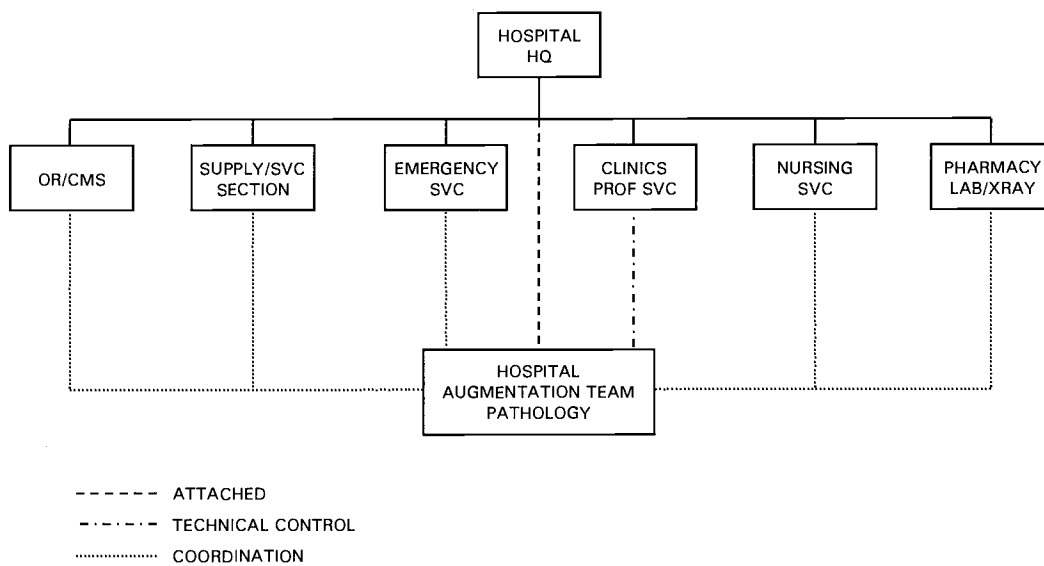 HOSPITAL
HQ
OR/CMS
SUPPLY/SVC
SECTION
EMERGENCY
SVC
CLINICS
PROF SVC
NURSING
SVC
PHARMACY
LAB/XRAY
HOSPITAL
AUGMENTATION TEAM
PATHOLOGY
ATTACHED
TECHNICAL CONTROL
COORDINATION